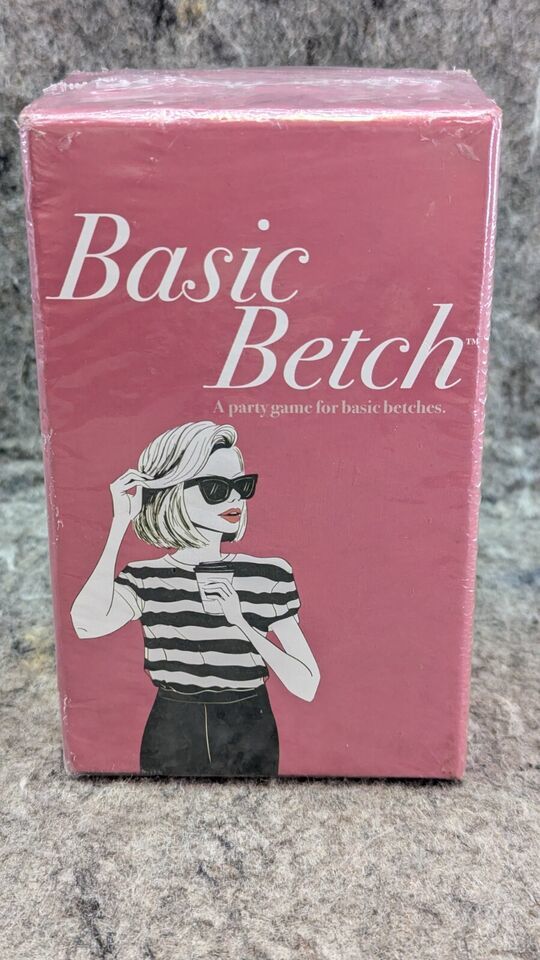 Basic
Betch™
A party game for basic betches.